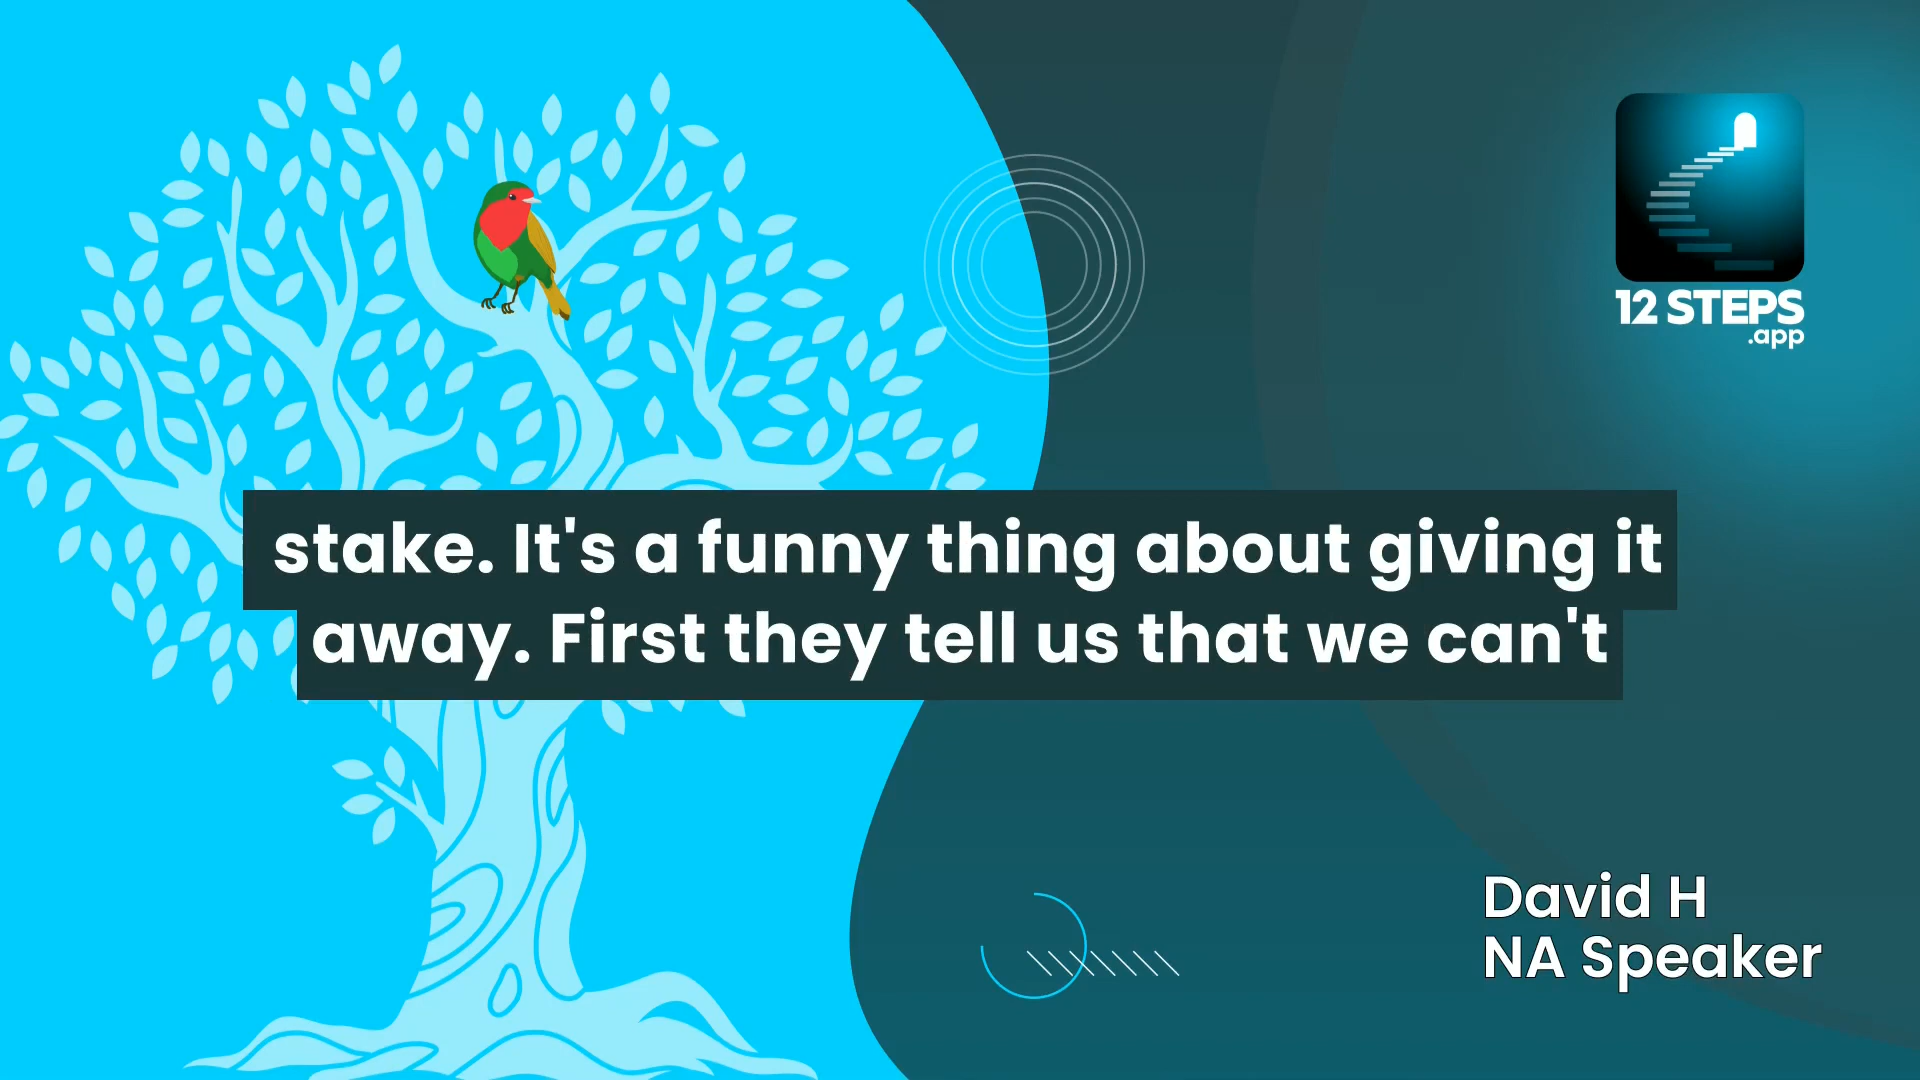 12 STEPS
.app
stake. It's a funny thing about giving it
away. First they tell us that we can't
David H
NA Speaker